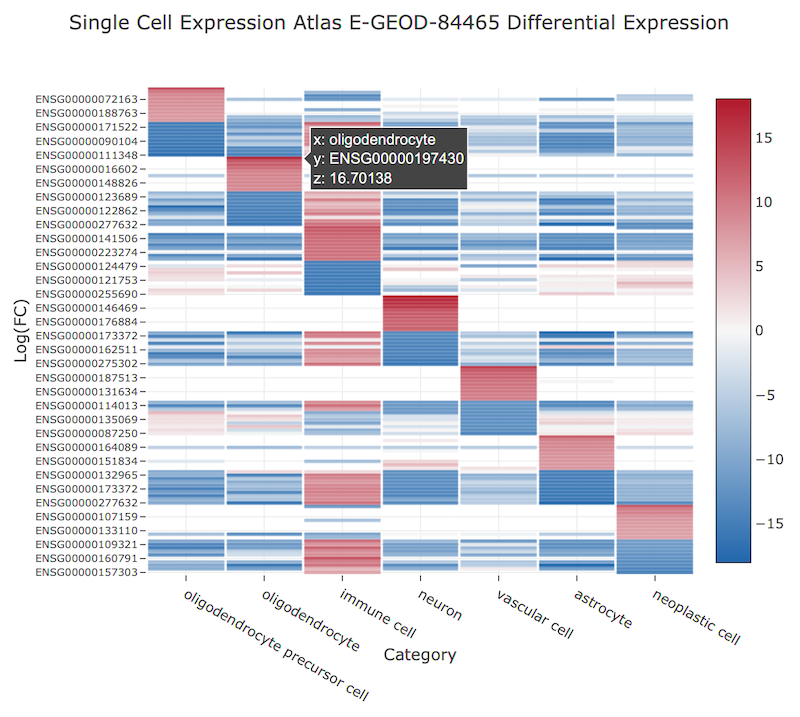 Single Cell Expression Atlas E-GEOD-84465 Differential Expression
ENSG00000072163
ENSG00000188763
ENSG00000171522
ENSG00000090104
ENSG00000111348
ENSG00000016602
ENSG00000148826
ENSG00000123689
ENSG00000122862
ENSG00000277632
ENSG00000141506
ENSG00000223274
ENSG00000124479
ENSG00000121753
ENSG00000255690
ENSG00000146469
ENSG00000176884
ENSG00000173372
ENSG00000162511
ENSG00000275302
ENSG00000187513
ENSG00000131634
ENSG00000114013
ENSG00000135069
ENSG00000087250
ENSG00000164089
ENSG00000151834
ENSG00000132965
ENSG00000173372
ENSG00000277632
ENSG00000107159
ENSG00000133110
ENSG00000109321
ENSG00000160791
ENSG00000157303
Log(FC)
x: oligodendrocyte
y: ENSG00000197430
z: 16.70138
15
10
5
0
−5
−10
−15
oligodendrocyte precursor cell
oligodendrocyte
immune cell
neuron
vascular cell
astrocyte
neoplastic cell
Category